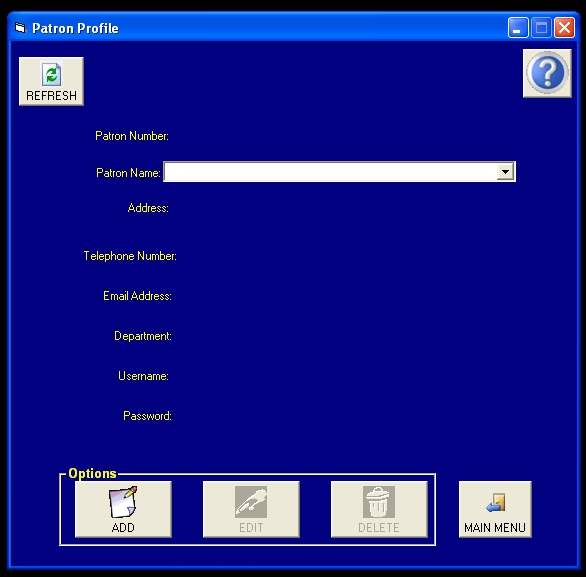 Patron Profile
REFRESH
Patron Number:
Patron Name:
Address:
Telephone Number:
Email Address:
Department:
Username:
Password:
Options
ADD
EDIT
DELETE
MAIN MENU